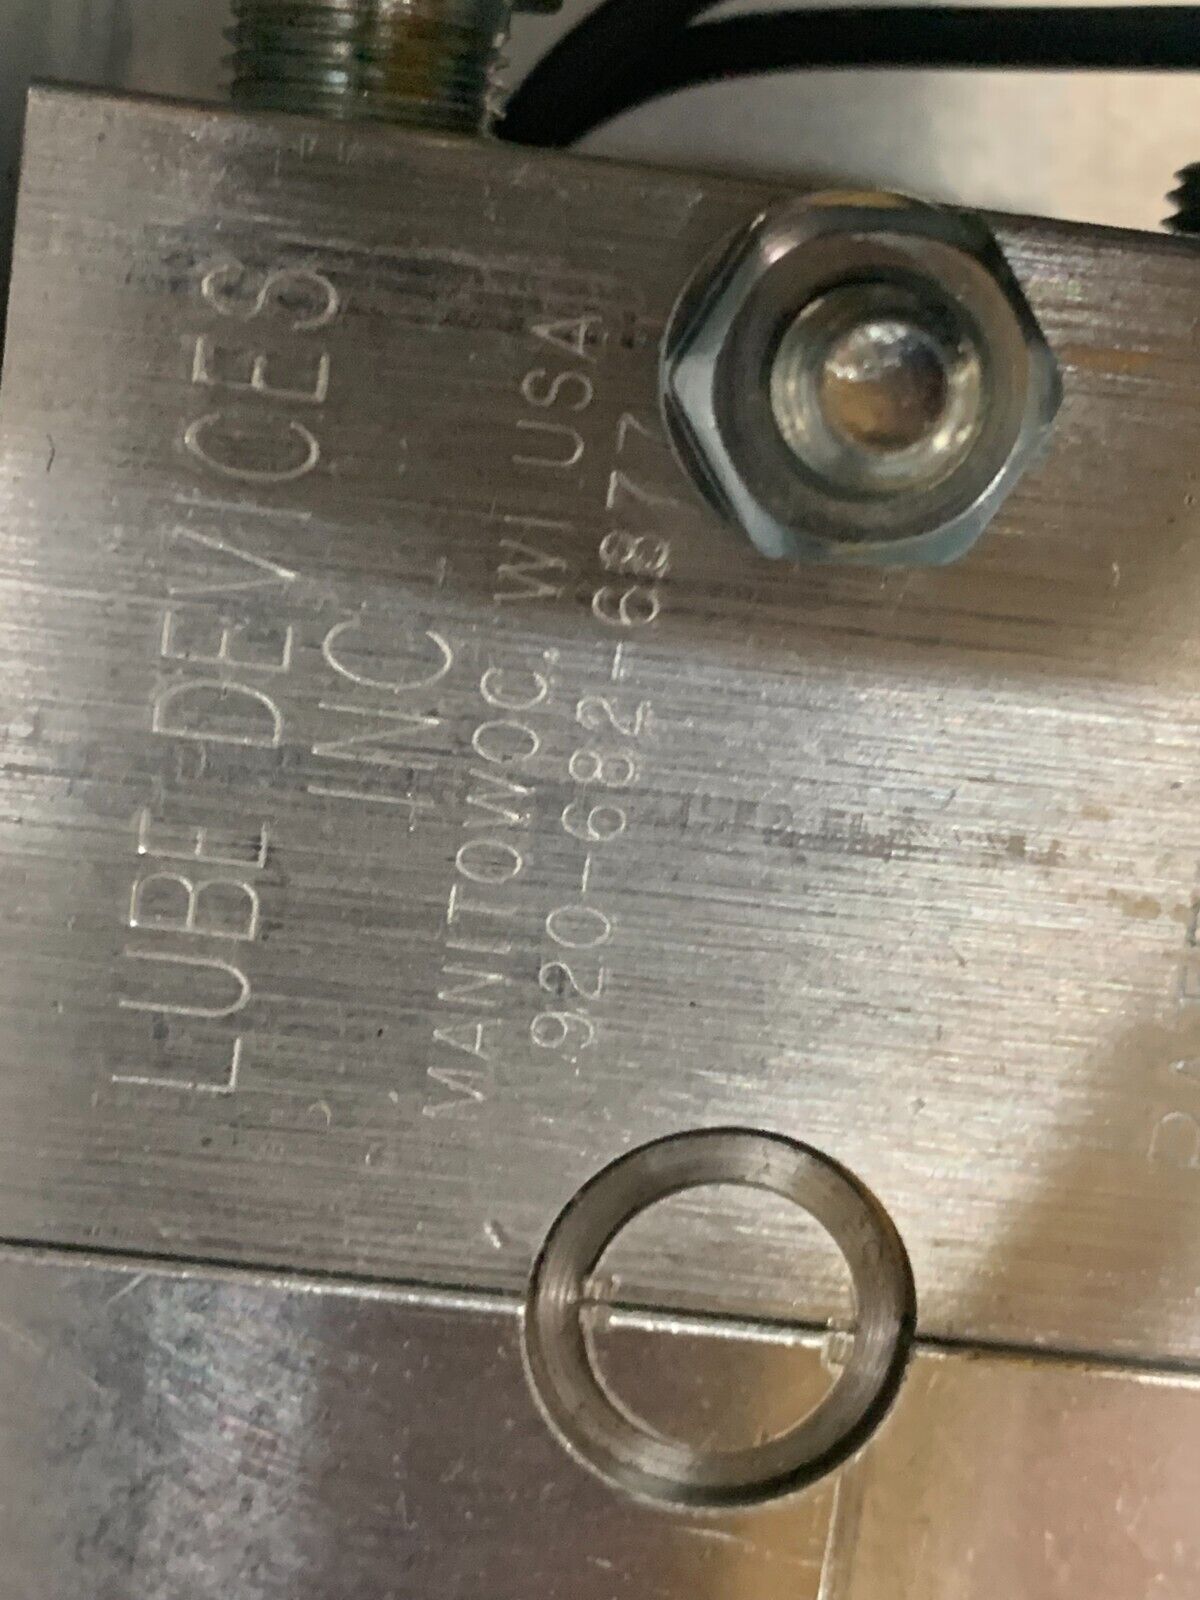 LUBE DEVICES
INC
MANITOWOC. WI USA
920-682-6877